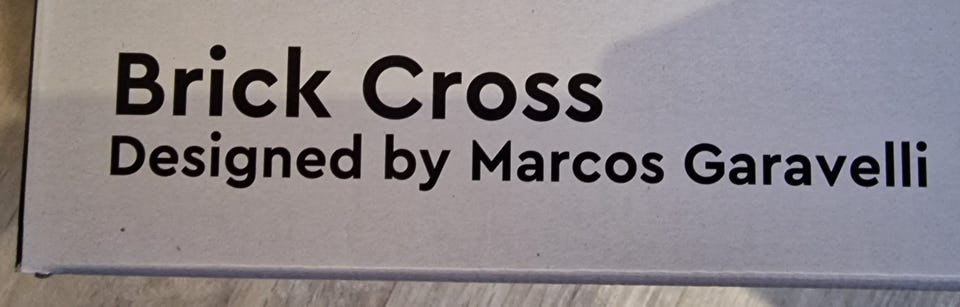 Brick Cross
Designed by Marcos Garavelli